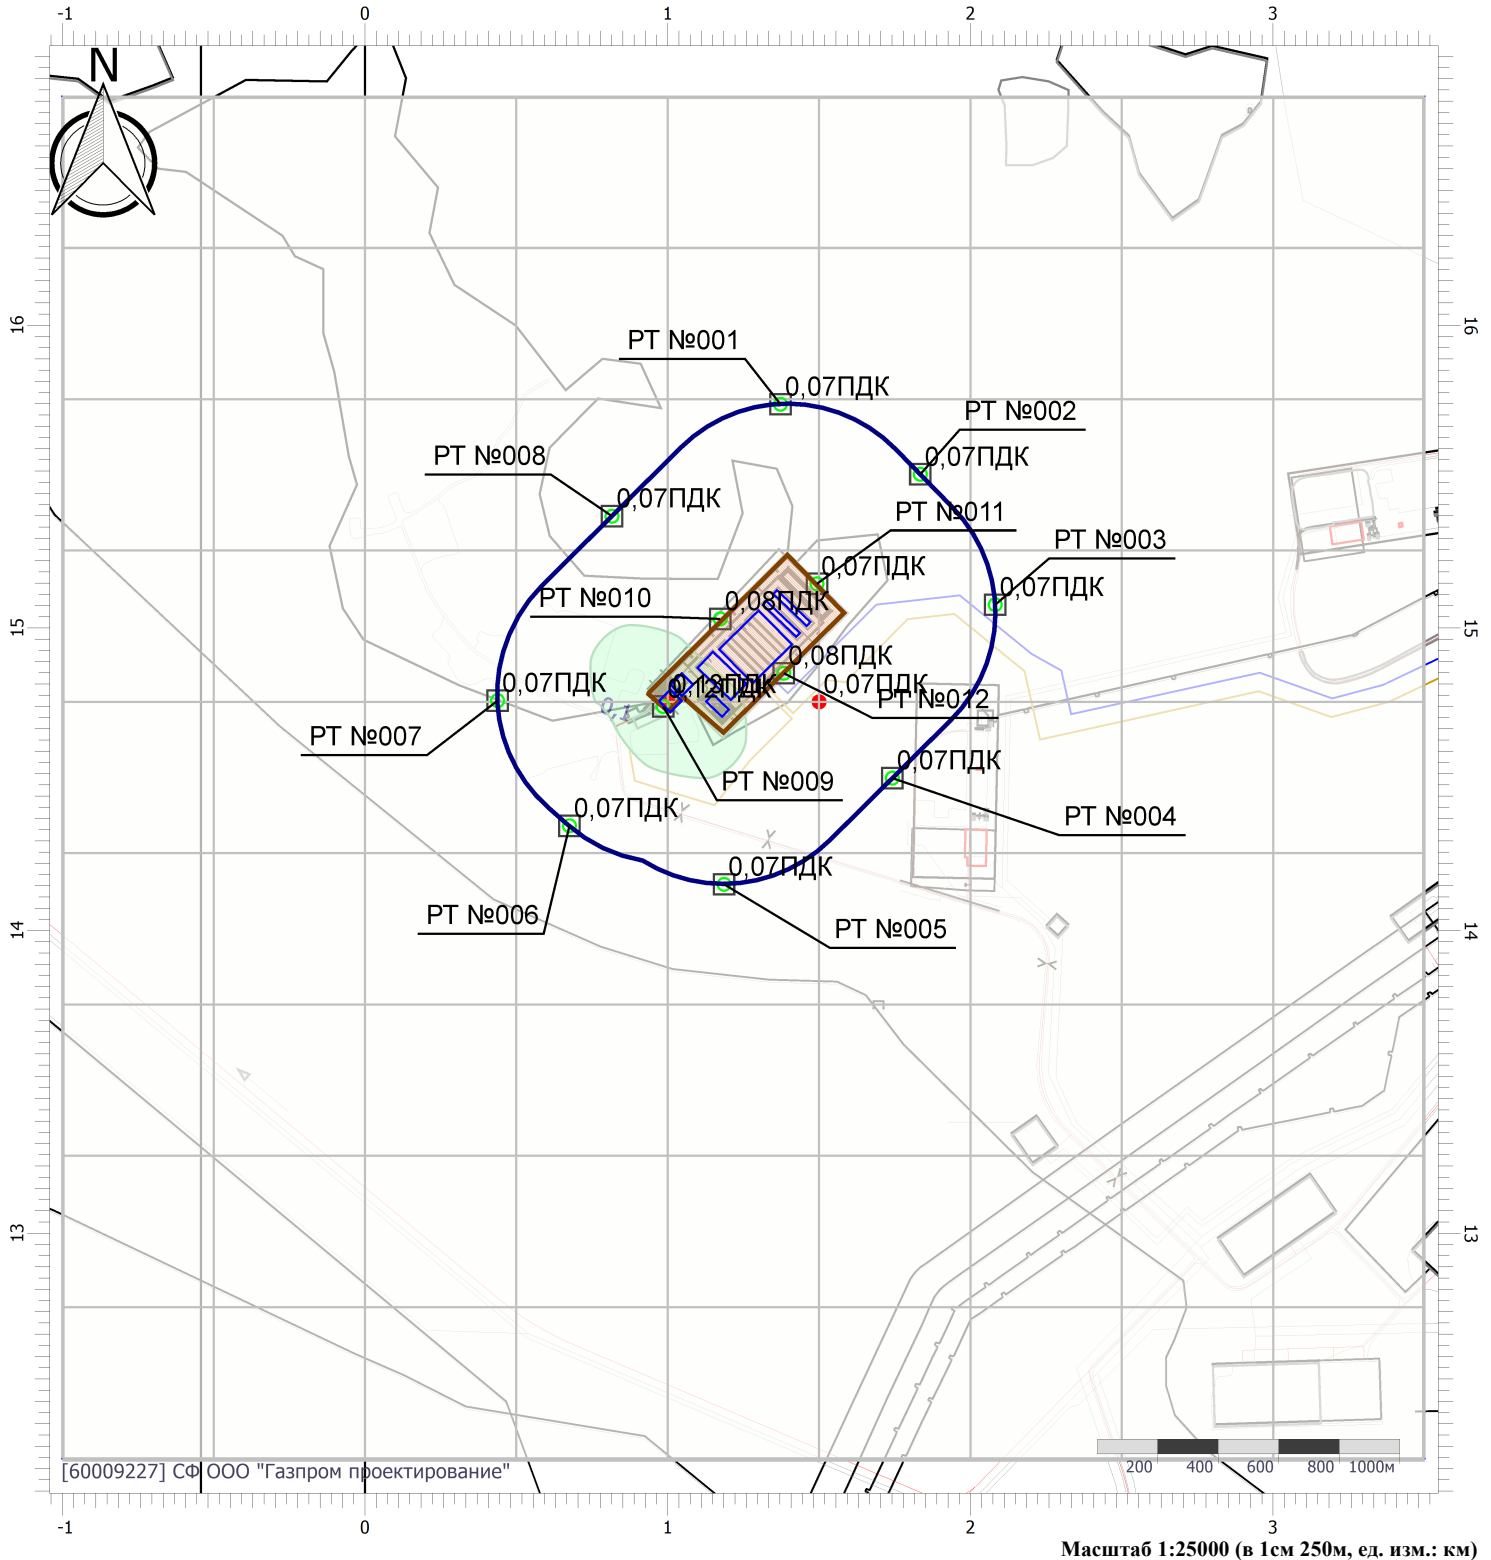 -1 0 1 2 3
N
16 16
РТ №001
0,07ПДК
РТ №002
0,07ПДК
РТ №008
0,07ПДК
РТ №011
РТ №003
0,07ПДК
0,07ПДК
РТ №010
0,08ПДК
15 15
0,08ПДК
0,07ПДК
0,07ПДК
0,12ПДК
РТ №012
0,1
РТ №007
0,07ПДК
РТ №009
0,07ПДК
РТ №004
0,07ПДК
РТ №006
РТ №005
14 14
13 13
200 400 600 800 1000м
[60009227] СФ ООО "Газпром проектирование"
-1 0 1 2 3
Масштаб 1:25000 (в 1см 250м, ед. изм.: км)